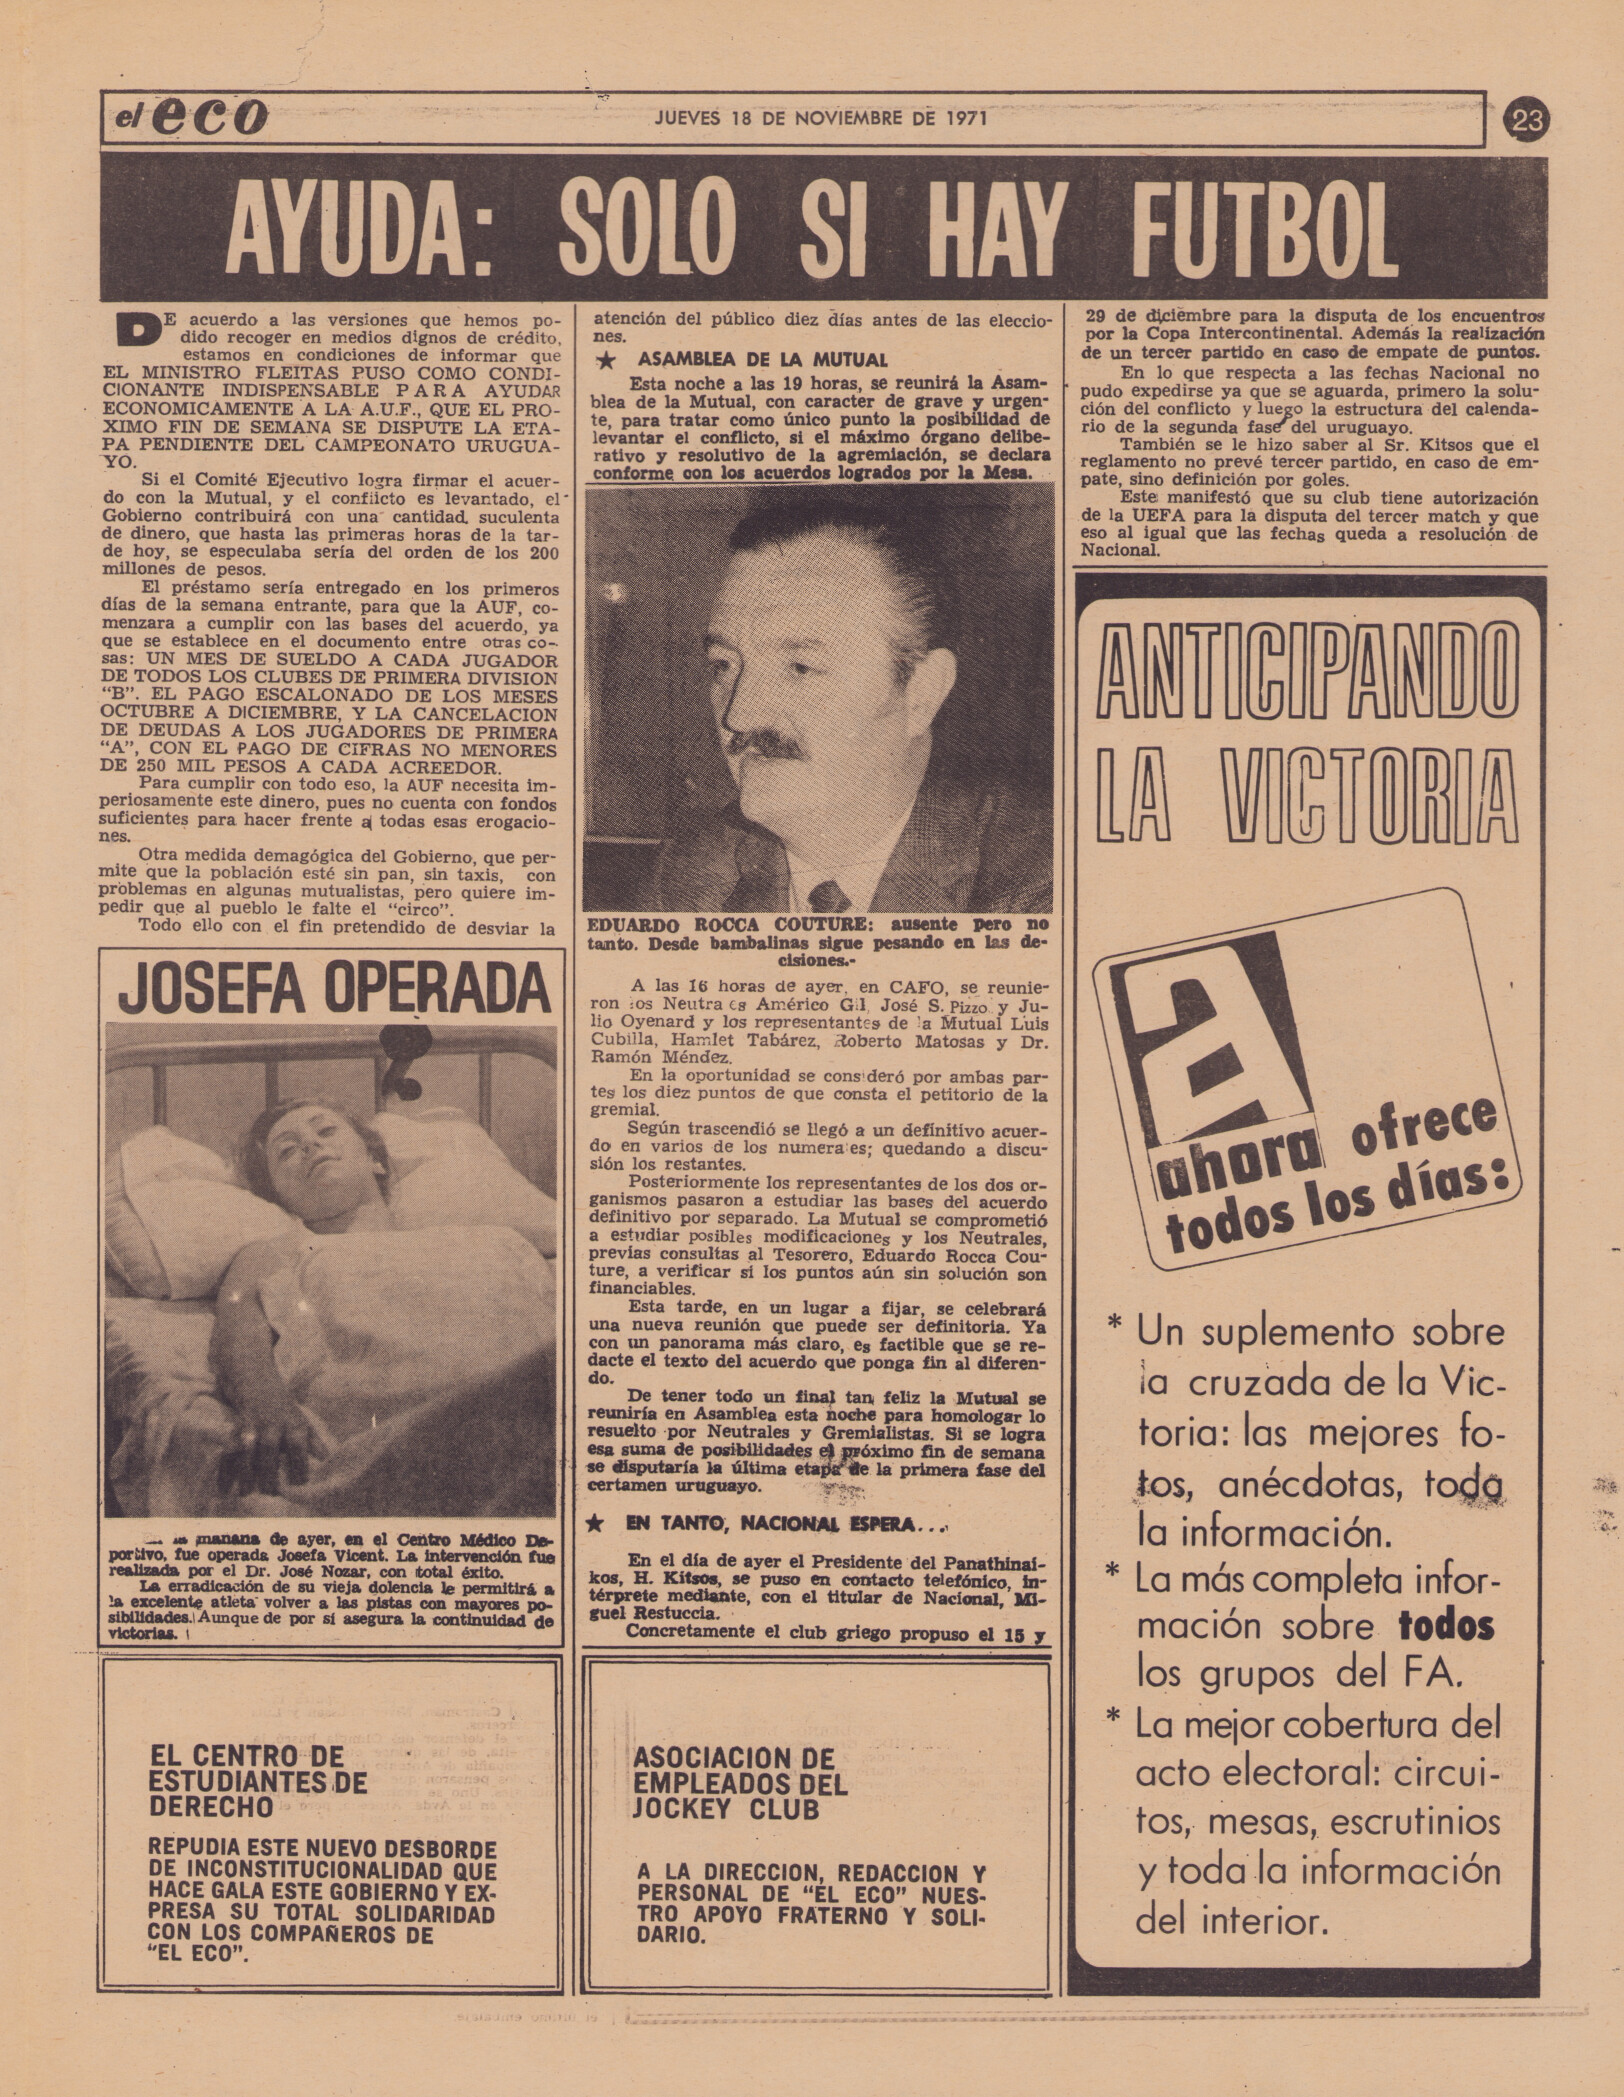 el eco
JUEVES 18 DE NOVIEMBRE DE 1971
23
AYUDA: SOLO SI HAY FUTBOL
DE acuerdo a las versiones que hemos po-
dido recoger en medios dignos de crédito,
estamos en condiciones de informar que
EL MINISTRO FLEITAS PUSO COMO CONDI-
CIONANTE INDISPENSABLE PARA AYUDAR
ECONOMICAMENTE A LA A.U.F., QUE EL PRO-
XIMO FIN DE SEMANA SE DISPUTE LA ETA-
PA PENDIENTE DEL CAMPEONATO URUGUA-
YO.
Si el Comité Ejecutivo logra firmar el acuer-
do con la Mutual, y el conflicto es levantado, el
Gobierno contribuirá con una cantidad suculenta
de dinero, que hasta las primeras horas de la tar-
de hoy, se especulaba sería del orden de los 200
millones de pesos.
El préstamo sería entregado en los primeros
días de la semana entrante, para que la AUF, co-
menzara a cumplir con las bases del acuerdo, ya
que se establece en el documento entre otras co-
sas: UN MES DE SUELDO A CADA JUGADOR
DE TODOS LOS CLUBES DE PRIMERA DIVISION
"B". EL PAGO ESCALONADO DE LOS MESES
OCTUBRE A DICIEMBRE, Y LA CANCELACION
DE DEUDAS A LOS JUGADORES DE PRIMERA
"A", CON EL PAGO DE CIFRAS NO MENORES
DE 250 MIL PESOS A CADA ACREEDOR.
Para cumplir con todo eso, la AUF necesita im-
periosamente este dinero, pues no cuenta con fondos
suficientes para hacer frente a todas esas erogacio-
nes.
Otra medida demagógica del Gobierno, que per-
mite que la población esté sin pan, sin taxis, con
problemas en algunas mutualistas, pero quiere im-
pedir que al pueblo le falte el "circo".
Todo ello con el fin pretendido de desviar la
atención del público diez días antes de las eleccio-
nes.
★ ASAMBLEA DE LA MUTUAL
Esta noche a las 19 horas, se reunirá la Asam-
blea de la Mutual, con caracter de grave y urgen-
te, para tratar como único punto la posibilidad de
levantar el conflicto, si el máximo órgano delibe-
rativo y resolutivo de la agremiación, se declara
conforme con los acuerdos logrados por la Mesa.
EDUARDO ROCCA COUTURE: ausente pero no
tanto. Desde bambalinas sigue pesando en las de-
cisiones.-
A las 16 horas de ayer, en CAFO, se reunie-
ron los Neutrales Américo Gil, José S. Pizzo y Ju-
lio Oyenard y los representantes de la Mutual Luis
Cubilla, Hamlet Tabárez, Roberto Matosas y Dr.
Ramón Méndez.
En la oportunidad se consideró por ambas par-
tes los diez puntos de que consta el petitorio de la
gremial.
Según trascendió se llegó a un definitivo acuer-
do en varios de los numerales; quedando a discu-
sión los restantes.
Posteriormente los representantes de los dos or-
ganismos pasaron a estudiar las bases del acuerdo
definitivo por separado. La Mutual se comprometió
a estudiar posibles modificaciones y los Neutrales,
previas consultas al Tesorero, Eduardo Rocca Cou-
ture, a verificar si los puntos aún sin solución son
financiables.
Esta tarde, en un lugar a fijar, se celebrará
una nueva reunión que puede ser definitoria. Ya
con un panorama más claro, es factible que se re-
dacte el texto del acuerdo que ponga fin al diferen-
do.
De tener todo un final tan feliz la Mutual se
reuniría en Asamblea esta noche para homologar lo
resuelto por Neutrales y Gremialistas. Si se logra
esa suma de posibilidades el próximo fin de semana
se disputaría la última etapa de la primera fase del
certamen uruguayo.
★ EN TANTO, NACIONAL ESPERA...
En el día de ayer el Presidente del Panathinai-
kos, H. Kitsos, se puso en contacto telefónico, in-
térprete mediante, con el titular de Nacional, Mi-
guel Restuccia.
Concretamente el club griego propuso el 15 y
29 de diciembre para la disputa de los encuentros
por la Copa Intercontinental. Además la realización
de un tercer partido en caso de empate de puntos.
En lo que respecta a las fechas Nacional no
pudo expedirse ya que se aguarda, primero la solu-
ción del conflicto y luego la estructura del calenda-
rio de la segunda fase del uruguayo.
También se le hizo saber al Sr. Kitsos que el
reglamento no prevé tercer partido, en caso de em-
pate, sino definición por goles.
Este manifestó que su club tiene autorización
de la UEFA para la disputa del tercer match y que
eso al igual que las fechas queda a resolución de
Nacional.
JOSEFA OPERADA
mañana de ayer, en el Centro Médico De-
portivo, fue operada Josefa Vicent. La intervención fue
realizada por el Dr. José Nozar, con total éxito.
La erradicación de su vieja dolencia le permitirá a
la excelente atleta volver a las pistas con mayores po-
sibilidades. Aunque de por sí asegura la continuidad de
victorias.
EL CENTRO DE
ESTUDIANTES DE
DERECHO
REPUDIA ESTE NUEVO DESBORDE
DE INCONSTITUCIONALIDAD QUE
HACE GALA ESTE GOBIERNO Y EX-
PRESA SU TOTAL SOLIDARIDAD
CON LOS COMPAÑEROS DE
"EL ECO".
ASOCIACION DE
EMPLEADOS DEL
JOCKEY CLUB
A LA DIRECCION, REDACCION Y
PERSONAL DE "EL ECO" NUES-
TRO APOYO FRATERNO Y SOLI-
DARIO.
ANTICIPANDO
LA VICTORIA
a
ahora ofrece
todos los días:
* Un suplemento sobre
la cruzada de la Vic-
toria: las mejores fo-
tos, anécdotas, toda
la información.
* La más completa infor-
mación sobre todos
los grupos del FA.
* La mejor cobertura del
acto electoral: circui-
tos, mesas, escrutinios
y toda la información
del interior.